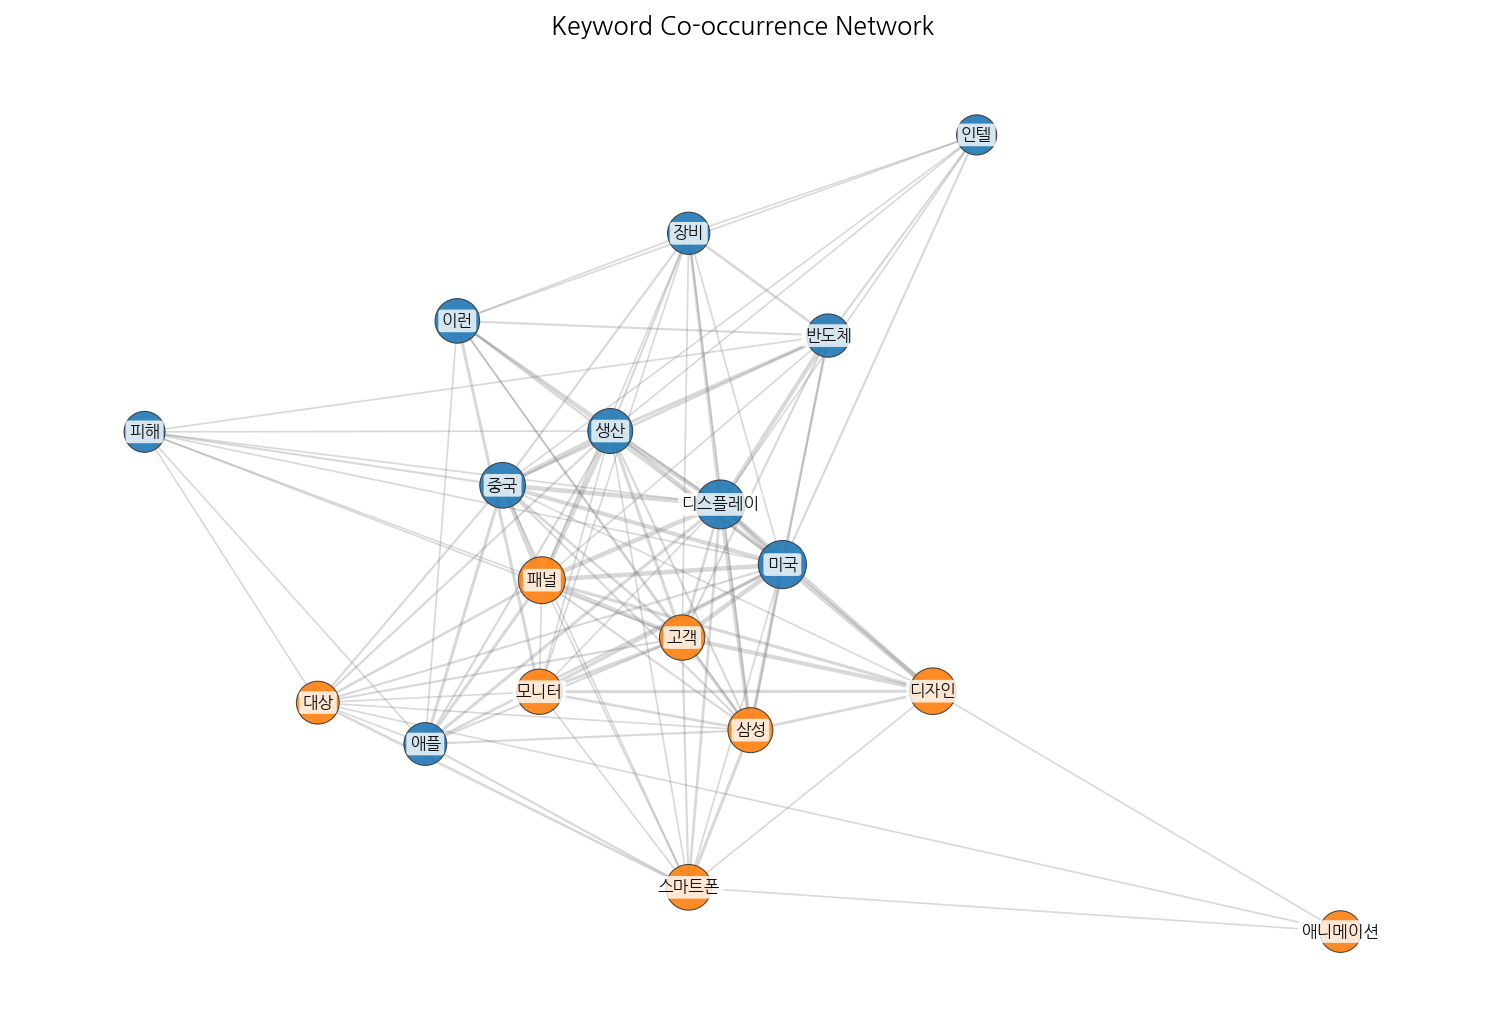 Keyword Co-occurrence Network
인텔
장비
이런
반도체
피해
생산
중국
디스플레이
미국
패널
고객
모니터
디자인
대상
삼성
애플
스마트폰
애니메이션